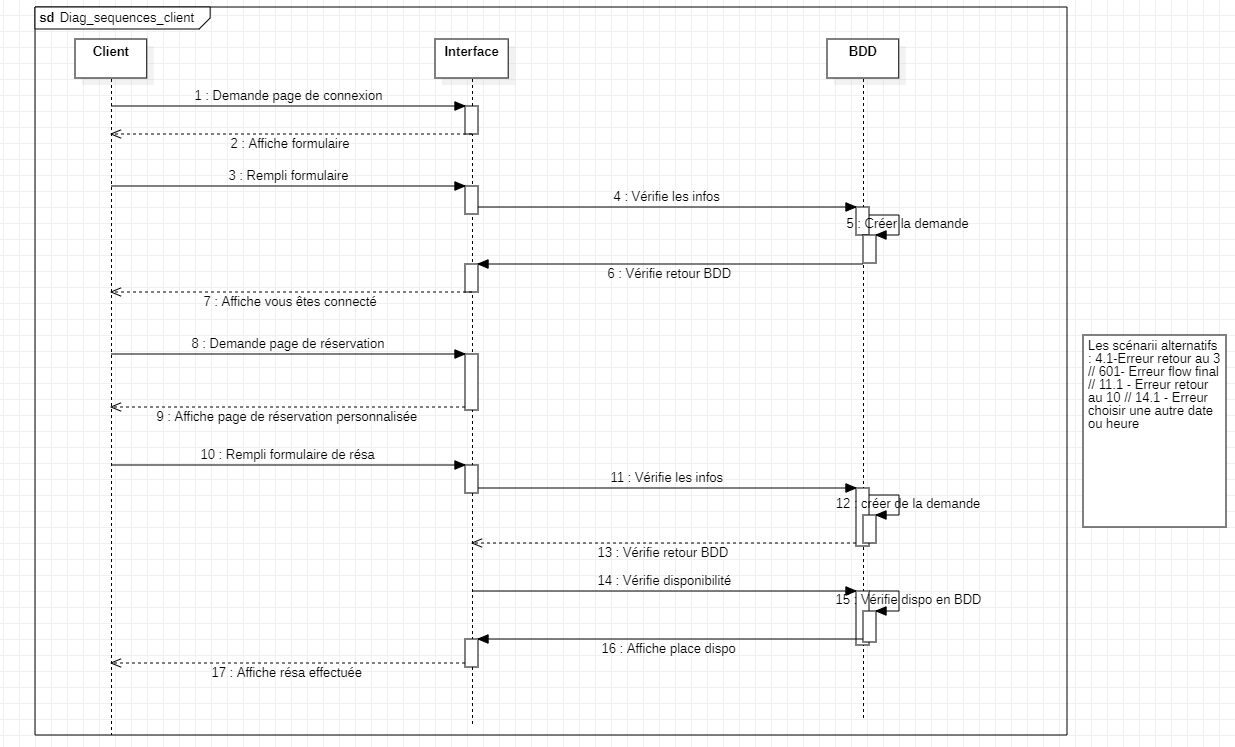 sd Diag_sequences_client
Client
Interface
BDD
1 : Demande page de connexion
2 : Affiche formulaire
3 : Rempli formulaire
4 : Vérifie les infos
5 : Créer la demande
6 : Vérifie retour BDD
7 : Affiche vous êtes connecté
8 : Demande page de réservation
9 : Affiche page de réservation personnalisée
10 : Rempli formulaire de résa
11 : Vérifie les infos
12 : créer de la demande
13 : Vérifie retour BDD
14 : Vérifie disponibilité
15 : Vérifie dispo en BDD
16 : Affiche place dispo
17 : Affiche résa effectuée
Les scénarii alternatifs
: 4.1-Erreur retour au 3
// 601- Erreur flow final
// 11.1 - Erreur retour
au 10 // 14.1 - Erreur
choisir une autre date
ou heure